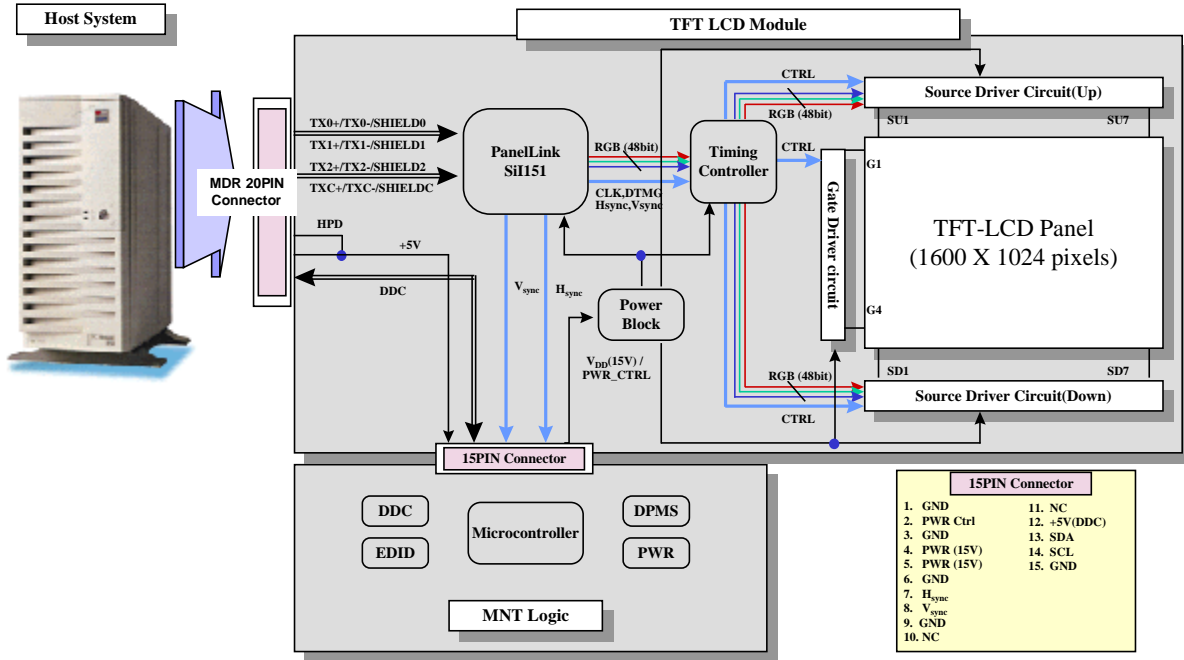 Host System
TFT LCD Module
MDR 20PIN
Connector
TX0+/TX0-/SHIELD0
TX1+/TX1-/SHIELD1
TX2+/TX2-/SHIELD2
TXC+/TXC-/SHIELDC
HPD
+5V
DDC
PanelLink
SiI151
RGB (48bit)
CLK,DTMG
Hsync,Vsync
Vsync
Hsync
Timing
Controller
CTRL
RGB (48bit)
CTRL
Source Driver Circuit(Up)
SU1
SU7
G1
G4
Gate Driver circuit
TFT-LCD Panel
(1600 X 1024 pixels)
Power
Block
VDD(15V) /
PWR_CTRL
RGB (48bit)
CTRL
SD1
SD7
Source Driver Circuit(Down)
15PIN Connector
DDC
EDID
Microcontroller
DPMS
PWR
MNT Logic
15PIN Connector
1. GND
2. PWR Ctrl
3. GND
4. PWR (15V)
5. PWR (15V)
6. GND
7. Hsync
8. Vsync
9. GND
10. NC
11. NC
12. +5V(DDC)
13. SDA
14. SCL
15. GND